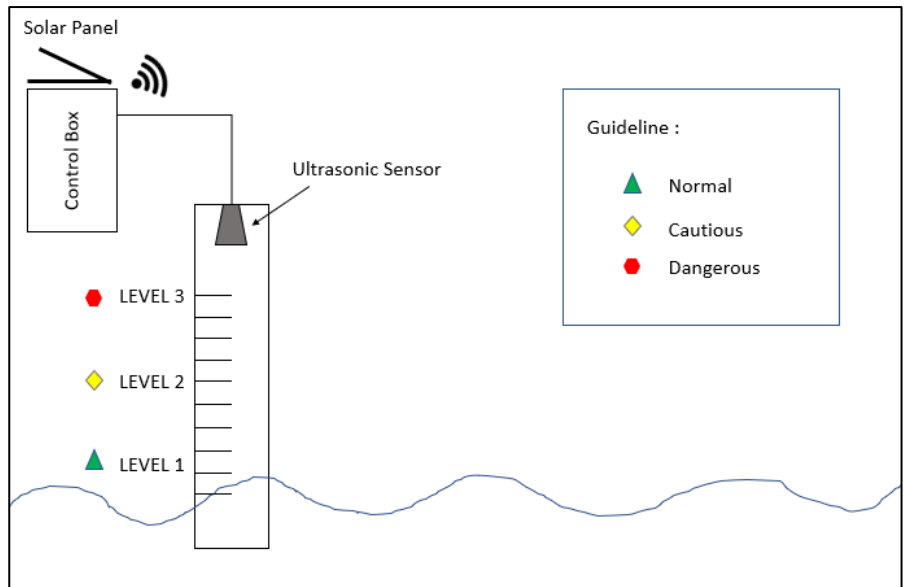 Solar Panel
Control Box
Ultrasonic Sensor
LEVEL 3
LEVEL 2
LEVEL 1
Guideline :
Normal
Cautious
Dangerous